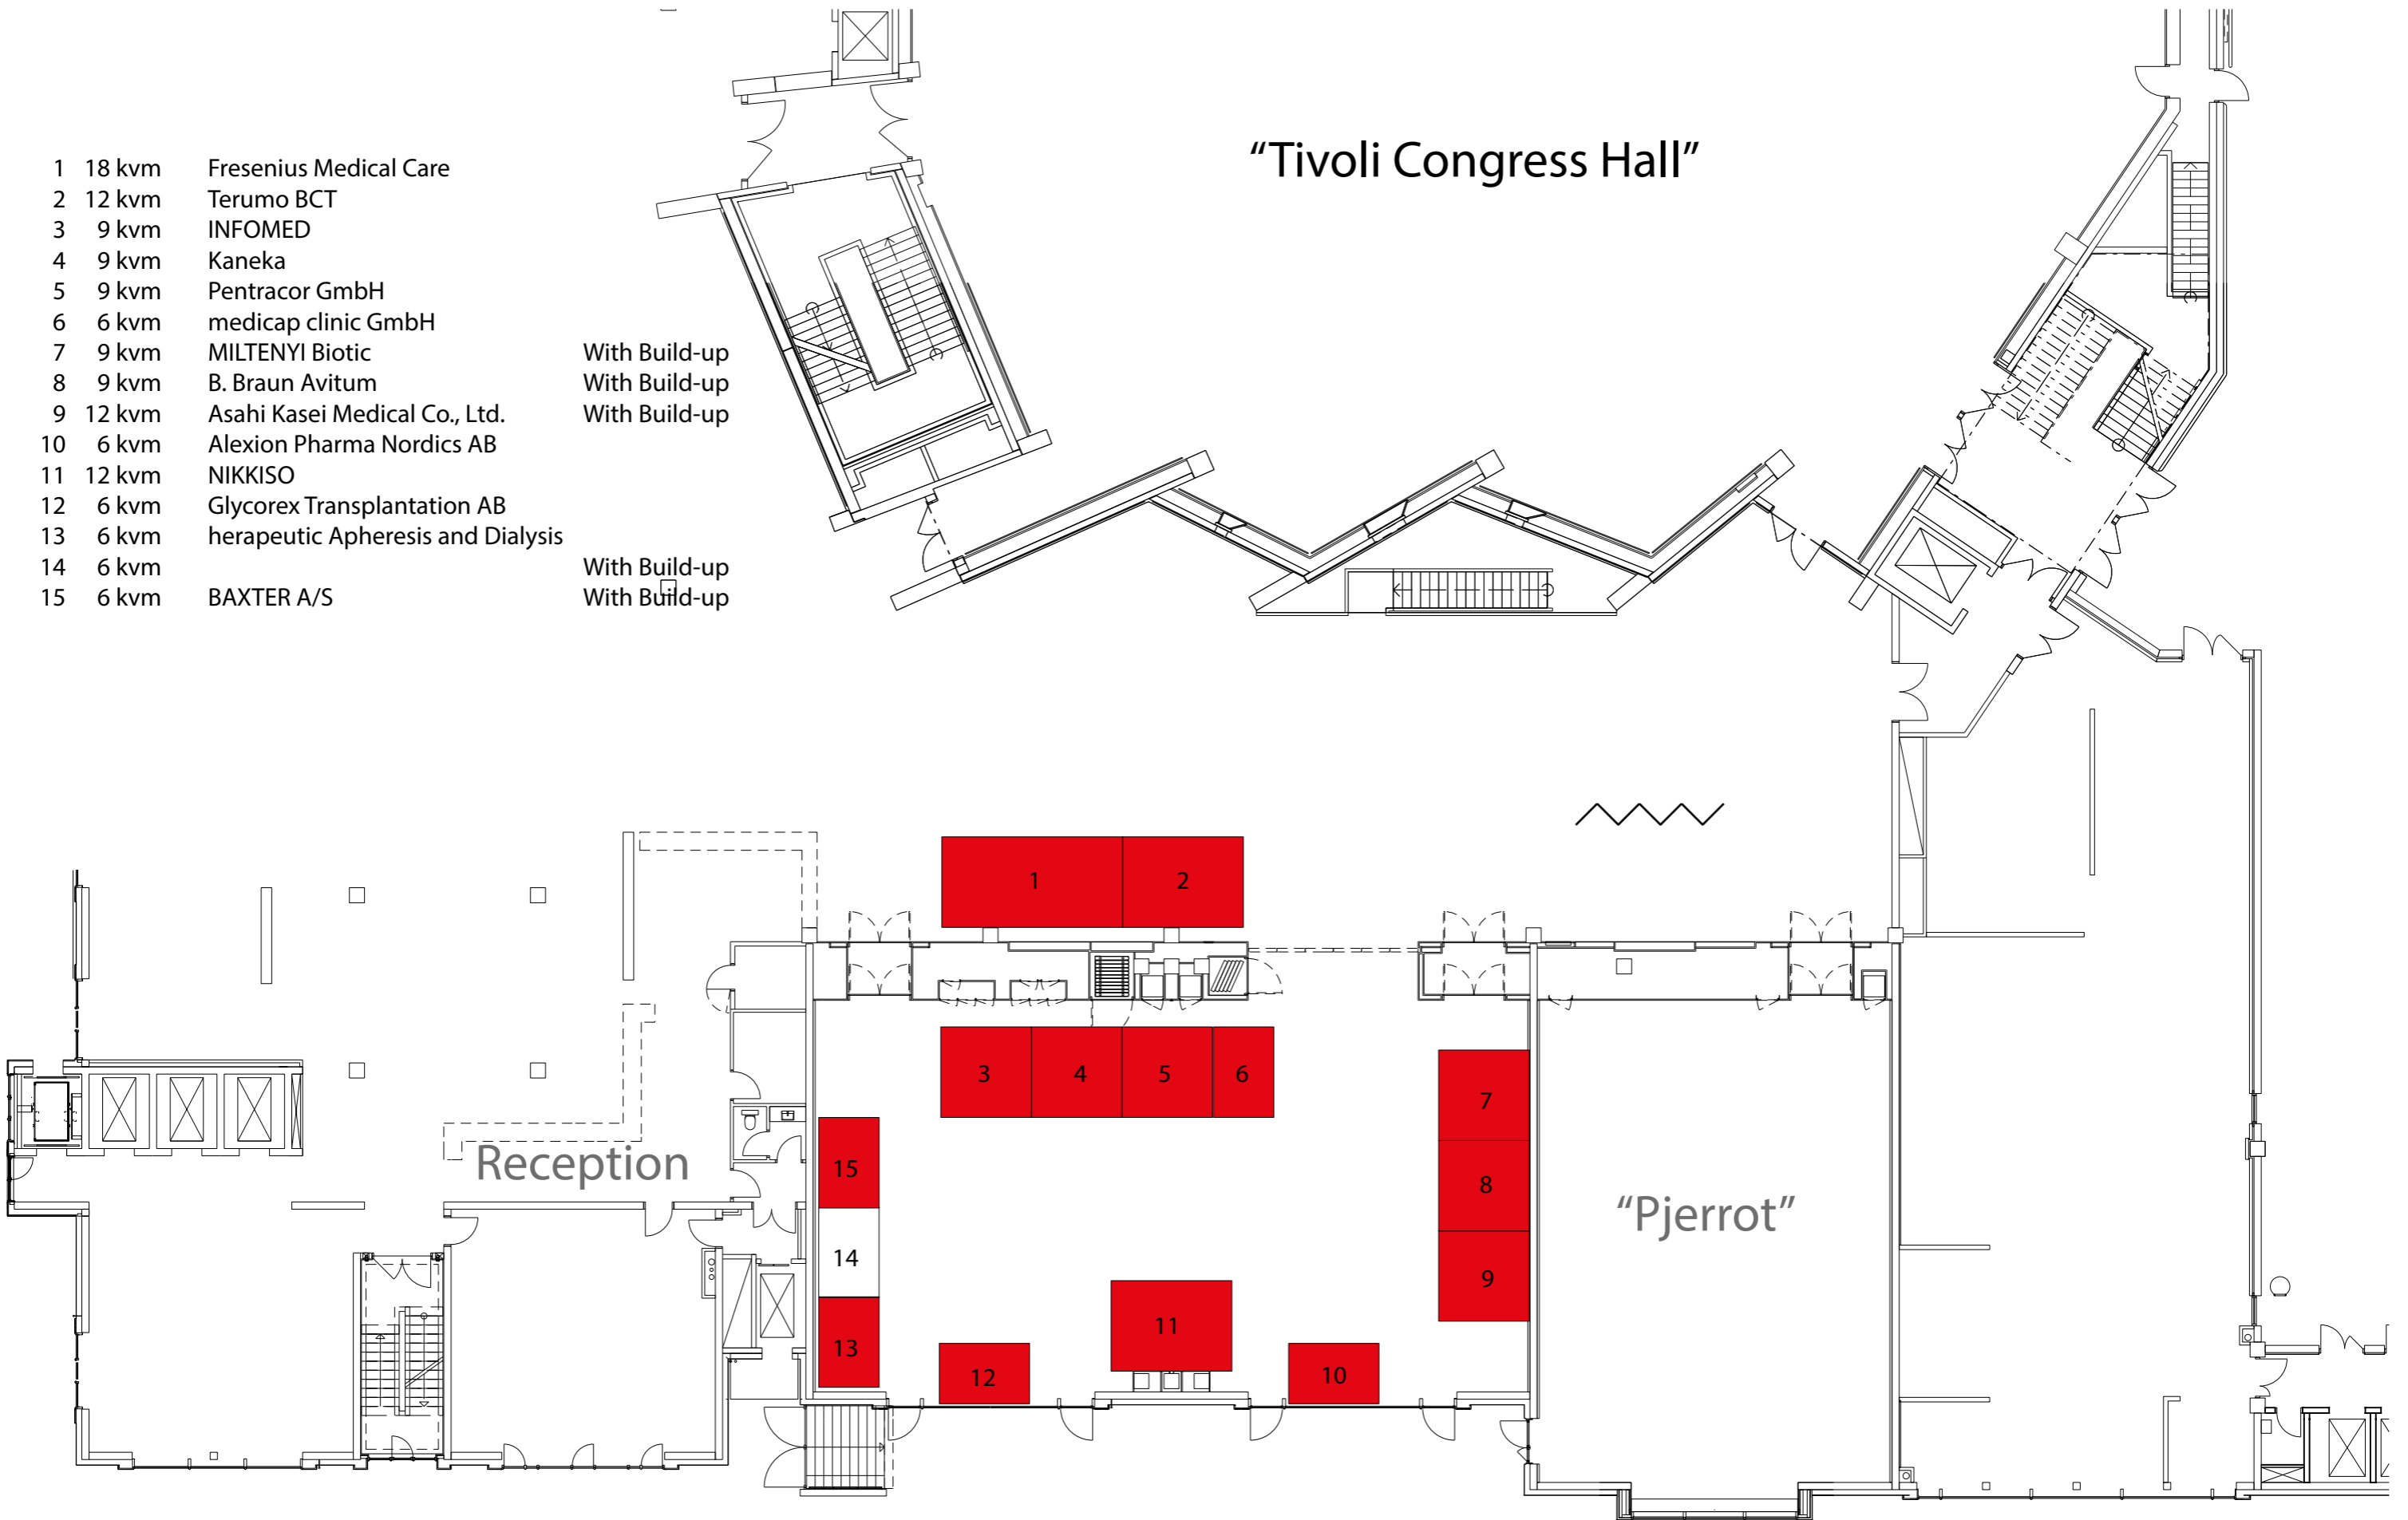 "Tivoli Congress Hall"
1 18 kvm Fresenius Medical Care
2 12 kvm Terumo BCT
3 9 kvm INFOMED
4 9 kvm Kaneka
5 9 kvm Pentracor GmbH
6 6 kvm medicap clinic GmbH
7 9 kvm MILTENYI Biotic With Build-up
8 9 kvm B. Braun Avitum With Build-up
9 12 kvm Asahi Kasei Medical Co., Ltd. With Build-up
10 6 kvm Alexion Pharma Nordics AB
11 12 kvm NIKKISO
12 6 kvm Glycorex Transplantation AB
13 6 kvm herapeutic Apheresis and Dialysis
14 6 kvm With Build-up
15 6 kvm BAXTER A/S With Build-up
1 2
3 4 5 6
7
15
Reception
8
"Pjerrot"
14
9
11
13
12
10